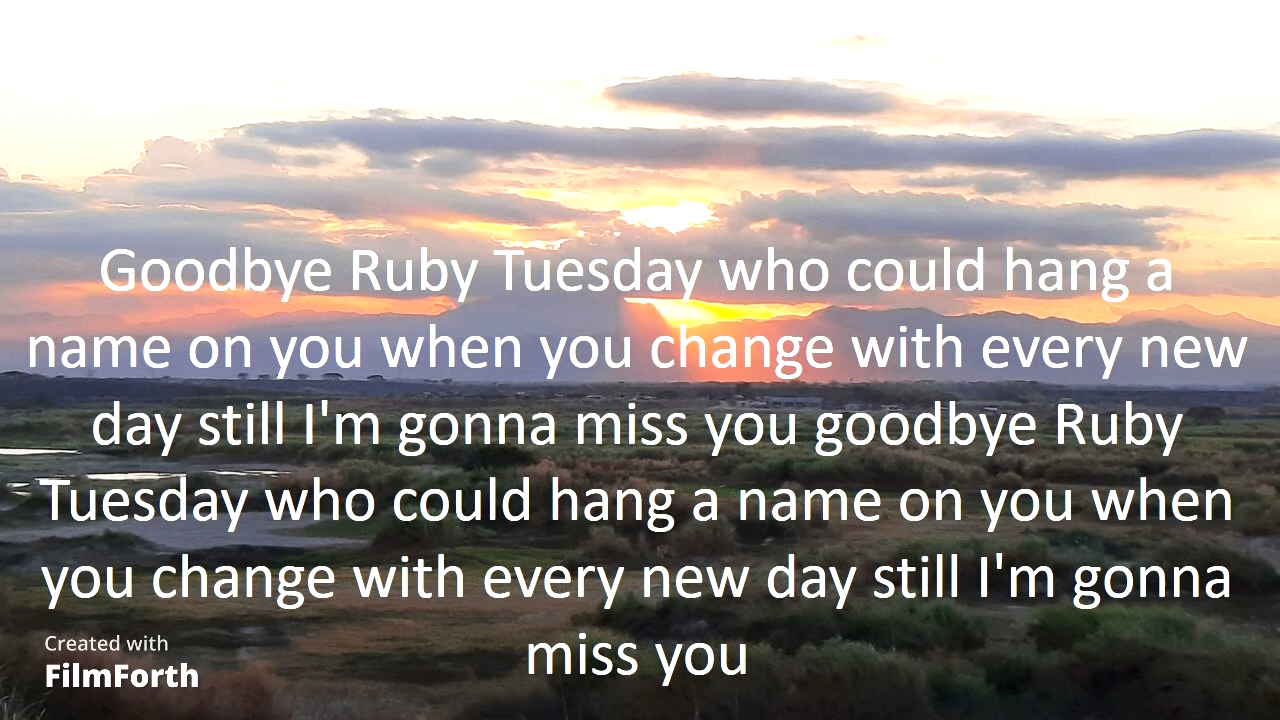 Goodbye Ruby Tuesday who could hang a
name on you when you change with every new
day still I'm gonna miss you goodbye Ruby
Tuesday who could hang a name on you when
you change with every new day still I'm gonna
miss you
Created with
FilmForth